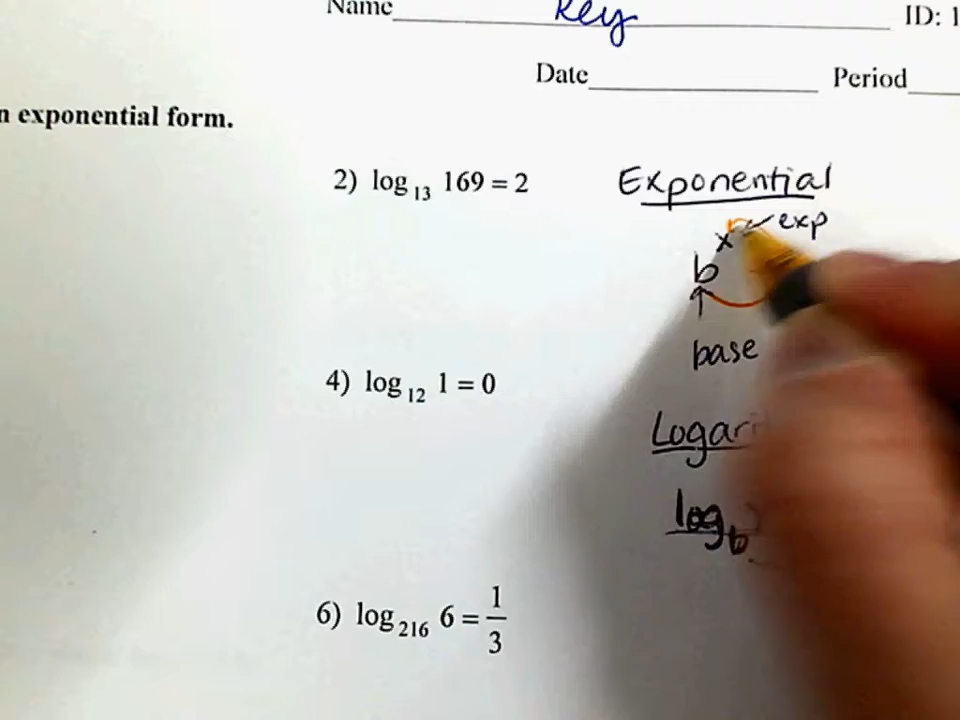 Name Key ID: 1
Date Period
n exponential form.
2) log 13 169 = 2
Exponential
x exp
b
base
4) log 12 1 = 0
Logari
log b
6) log 216 6 = 1/3